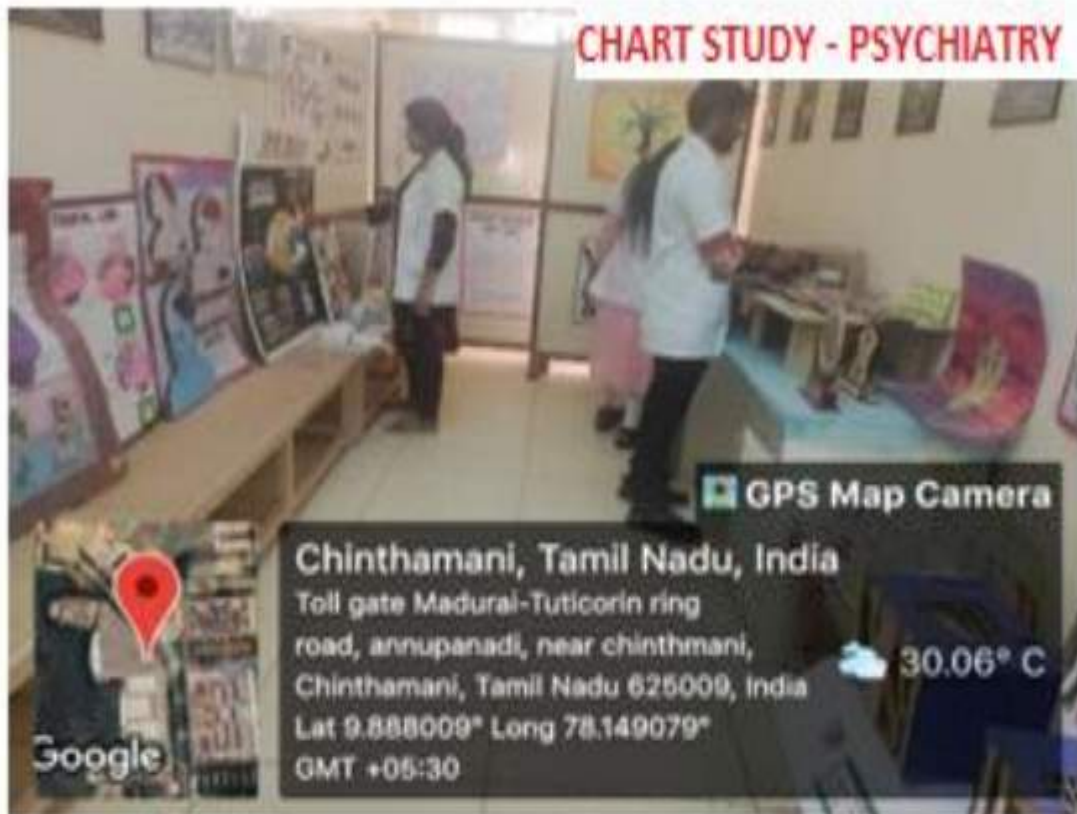 CHART STUDY - PSYCHIATRY
GPS Map Camera
Chinthamani, Tamil Nadu, India
Toll gate Madurai-Tuticorin ring
road, annupanadi, near chinthmani,
Chinthamani, Tamil Nadu 625009, India
30.06° C
Lat 9.888009° Long 78.149079°
GMT +05:30
Google